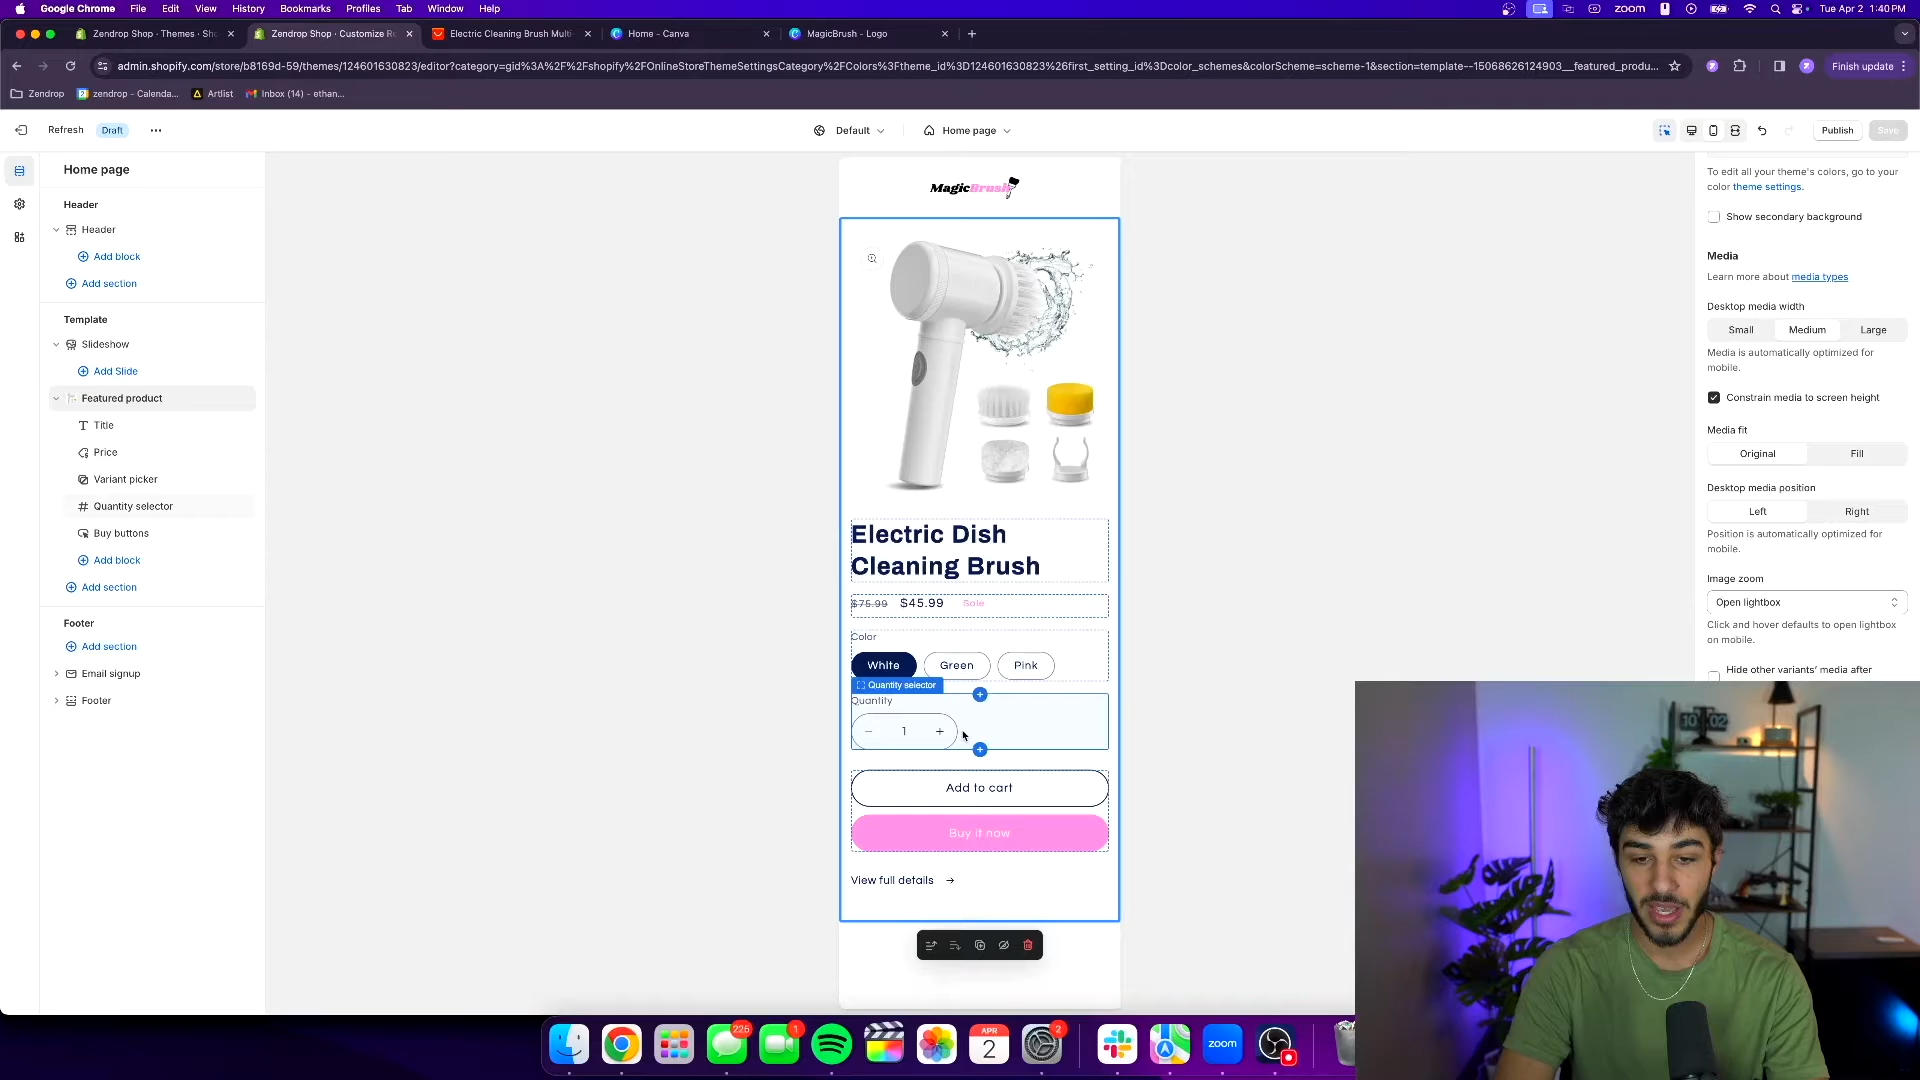 Google Chrome File Edit View History Bookmarks Profiles Tab Window Help zoom Tue Apr 2 1:40PM
Zendrop Shop · Themes · Sho Zendrop Shop · Customize Re Electric Cleaning Brush Multi- Home - Canva MagicBrush - Logo
admin.shopify.com/store/b8169d-59/themes/124601630823/editor?category=gid%3A%2F%2Fshopify%2FOnlineStoreThemeSettingsCategory%2FColors%3Ftheme_id%3D124601630823%26first_setting_id%3Dcolor_schemes&colorScheme=scheme-1&section=template--15068626124903__featured_produ... Finish update
Zendrop zendrop - Calenda... Artlist Inbox (14) - ethan...
Refresh Draft ... Default Home page Publish Save
Home page
Header
Header
Add block
Add section
Template
Slideshow
Add Slide
Featured product
Title
Price
Variant picker
Quantity selector
Buy buttons
Add block
Add section
Footer
Add section
Email signup
Footer
MagicBrush
Electric Dish
Cleaning Brush
$75.99 $45.99 Sale
Color
White Green Pink
Quantity selector
Quantity
− 1 +
Add to cart
Buy it now
View full details →
To edit all your theme's colors, go to your
color theme settings.
Show secondary background
Media
Learn more about media types
Desktop media width
Small Medium Large
Media is automatically optimized for
mobile.
Constrain media to screen height
Media fit
Original Fill
Desktop media position
Left Right
Position is automatically optimized for
mobile.
Image zoom
Open lightbox
Click and hover defaults to open lightbox
on mobile.
Hide other variants' media after
10:02
226 1 APR 2 2 zoom